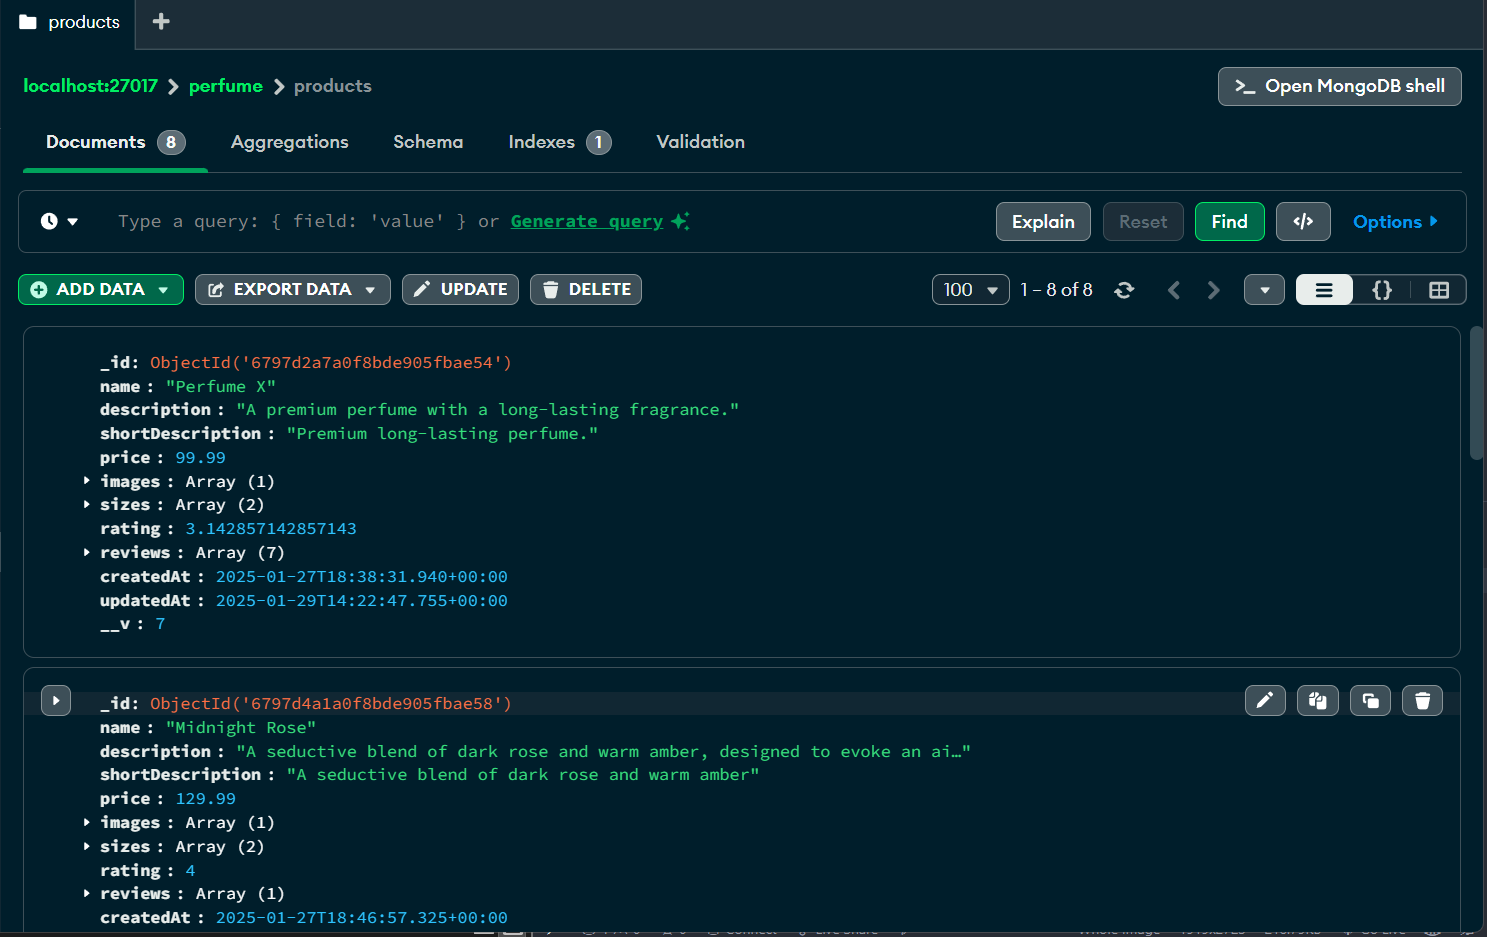 products
localhost:27017 perfume products
Open MongoDB shell
Documents 8 Aggregations Schema Indexes 1 Validation
Type a query: { field: 'value' } or Generate query
Explain Reset Find </> Options
ADD DATA EXPORT DATA UPDATE DELETE
100 1 – 8 of 8 {}
_id: ObjectId('6797d2a7a0f8bde905fbae54')
name : "Perfume X"
description : "A premium perfume with a long-lasting fragrance."
shortDescription : "Premium long-lasting perfume."
price : 99.99
images : Array (1)
sizes : Array (2)
rating : 3.142857142857143
reviews : Array (7)
createdAt : 2025-01-27T18:38:31.940+00:00
updatedAt : 2025-01-29T14:22:47.755+00:00
__v : 7
_id: ObjectId('6797d4a1a0f8bde905fbae58')
name : "Midnight Rose"
description : "A seductive blend of dark rose and warm amber, designed to evoke an ai…"
shortDescription : "A seductive blend of dark rose and warm amber"
price : 129.99
images : Array (1)
sizes : Array (2)
rating : 4
reviews : Array (1)
createdAt : 2025-01-27T18:46:57.325+00:00